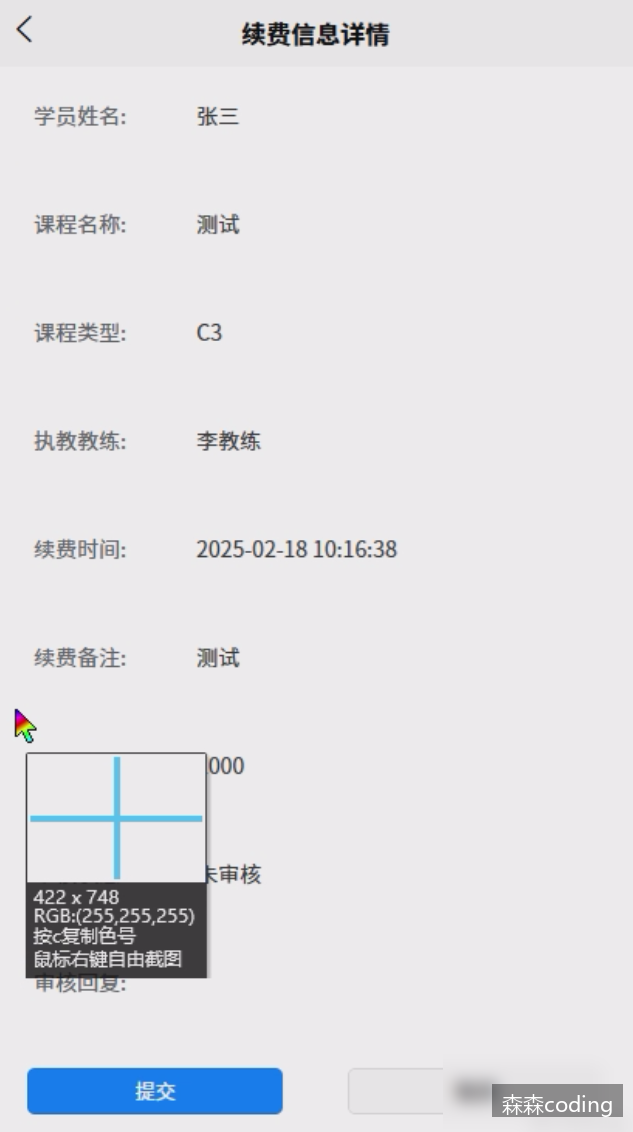 续费信息详情
学员姓名: 张三
课程名称: 测试
课程类型: C3
执教教练: 李教练
续费时间: 2025-02-18 10:16:38
续费备注: 测试
000
未审核
422 x 748
RGB:(255,255,255)
按c复制色号
鼠标右键自由截图
审核回复:
提交
森森coding